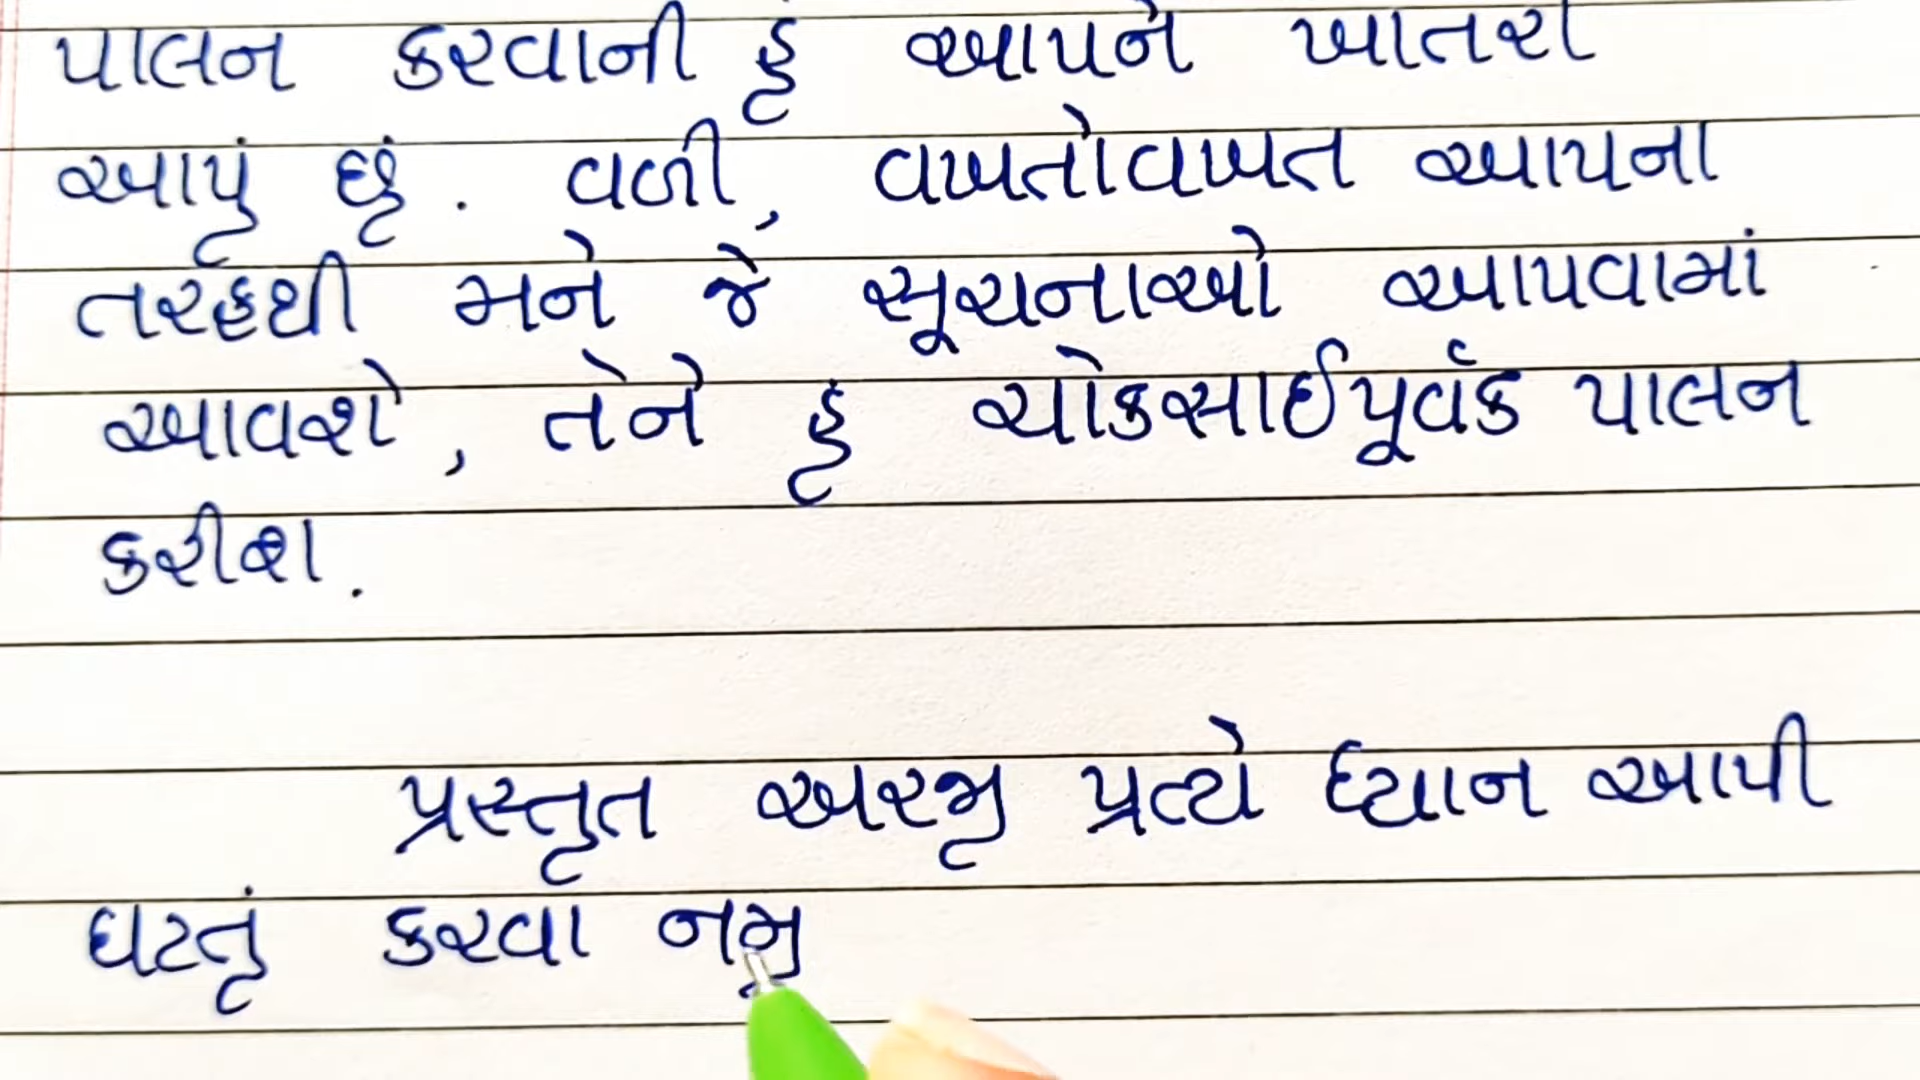 પાલન કરવાની હું આપને ખાતરી
આપું છું. વળી, વખતોવખત આપના
તરફથી મને જે સૂચનાઓ આપવામાં
આવશે, તેને હું ચોકસાઈપૂર્વક પાલન
કરીશ.
પ્રસ્તુત અરજી પ્રત્યે ધ્યાન આપી
ઘટતું કરવા નમ્ર